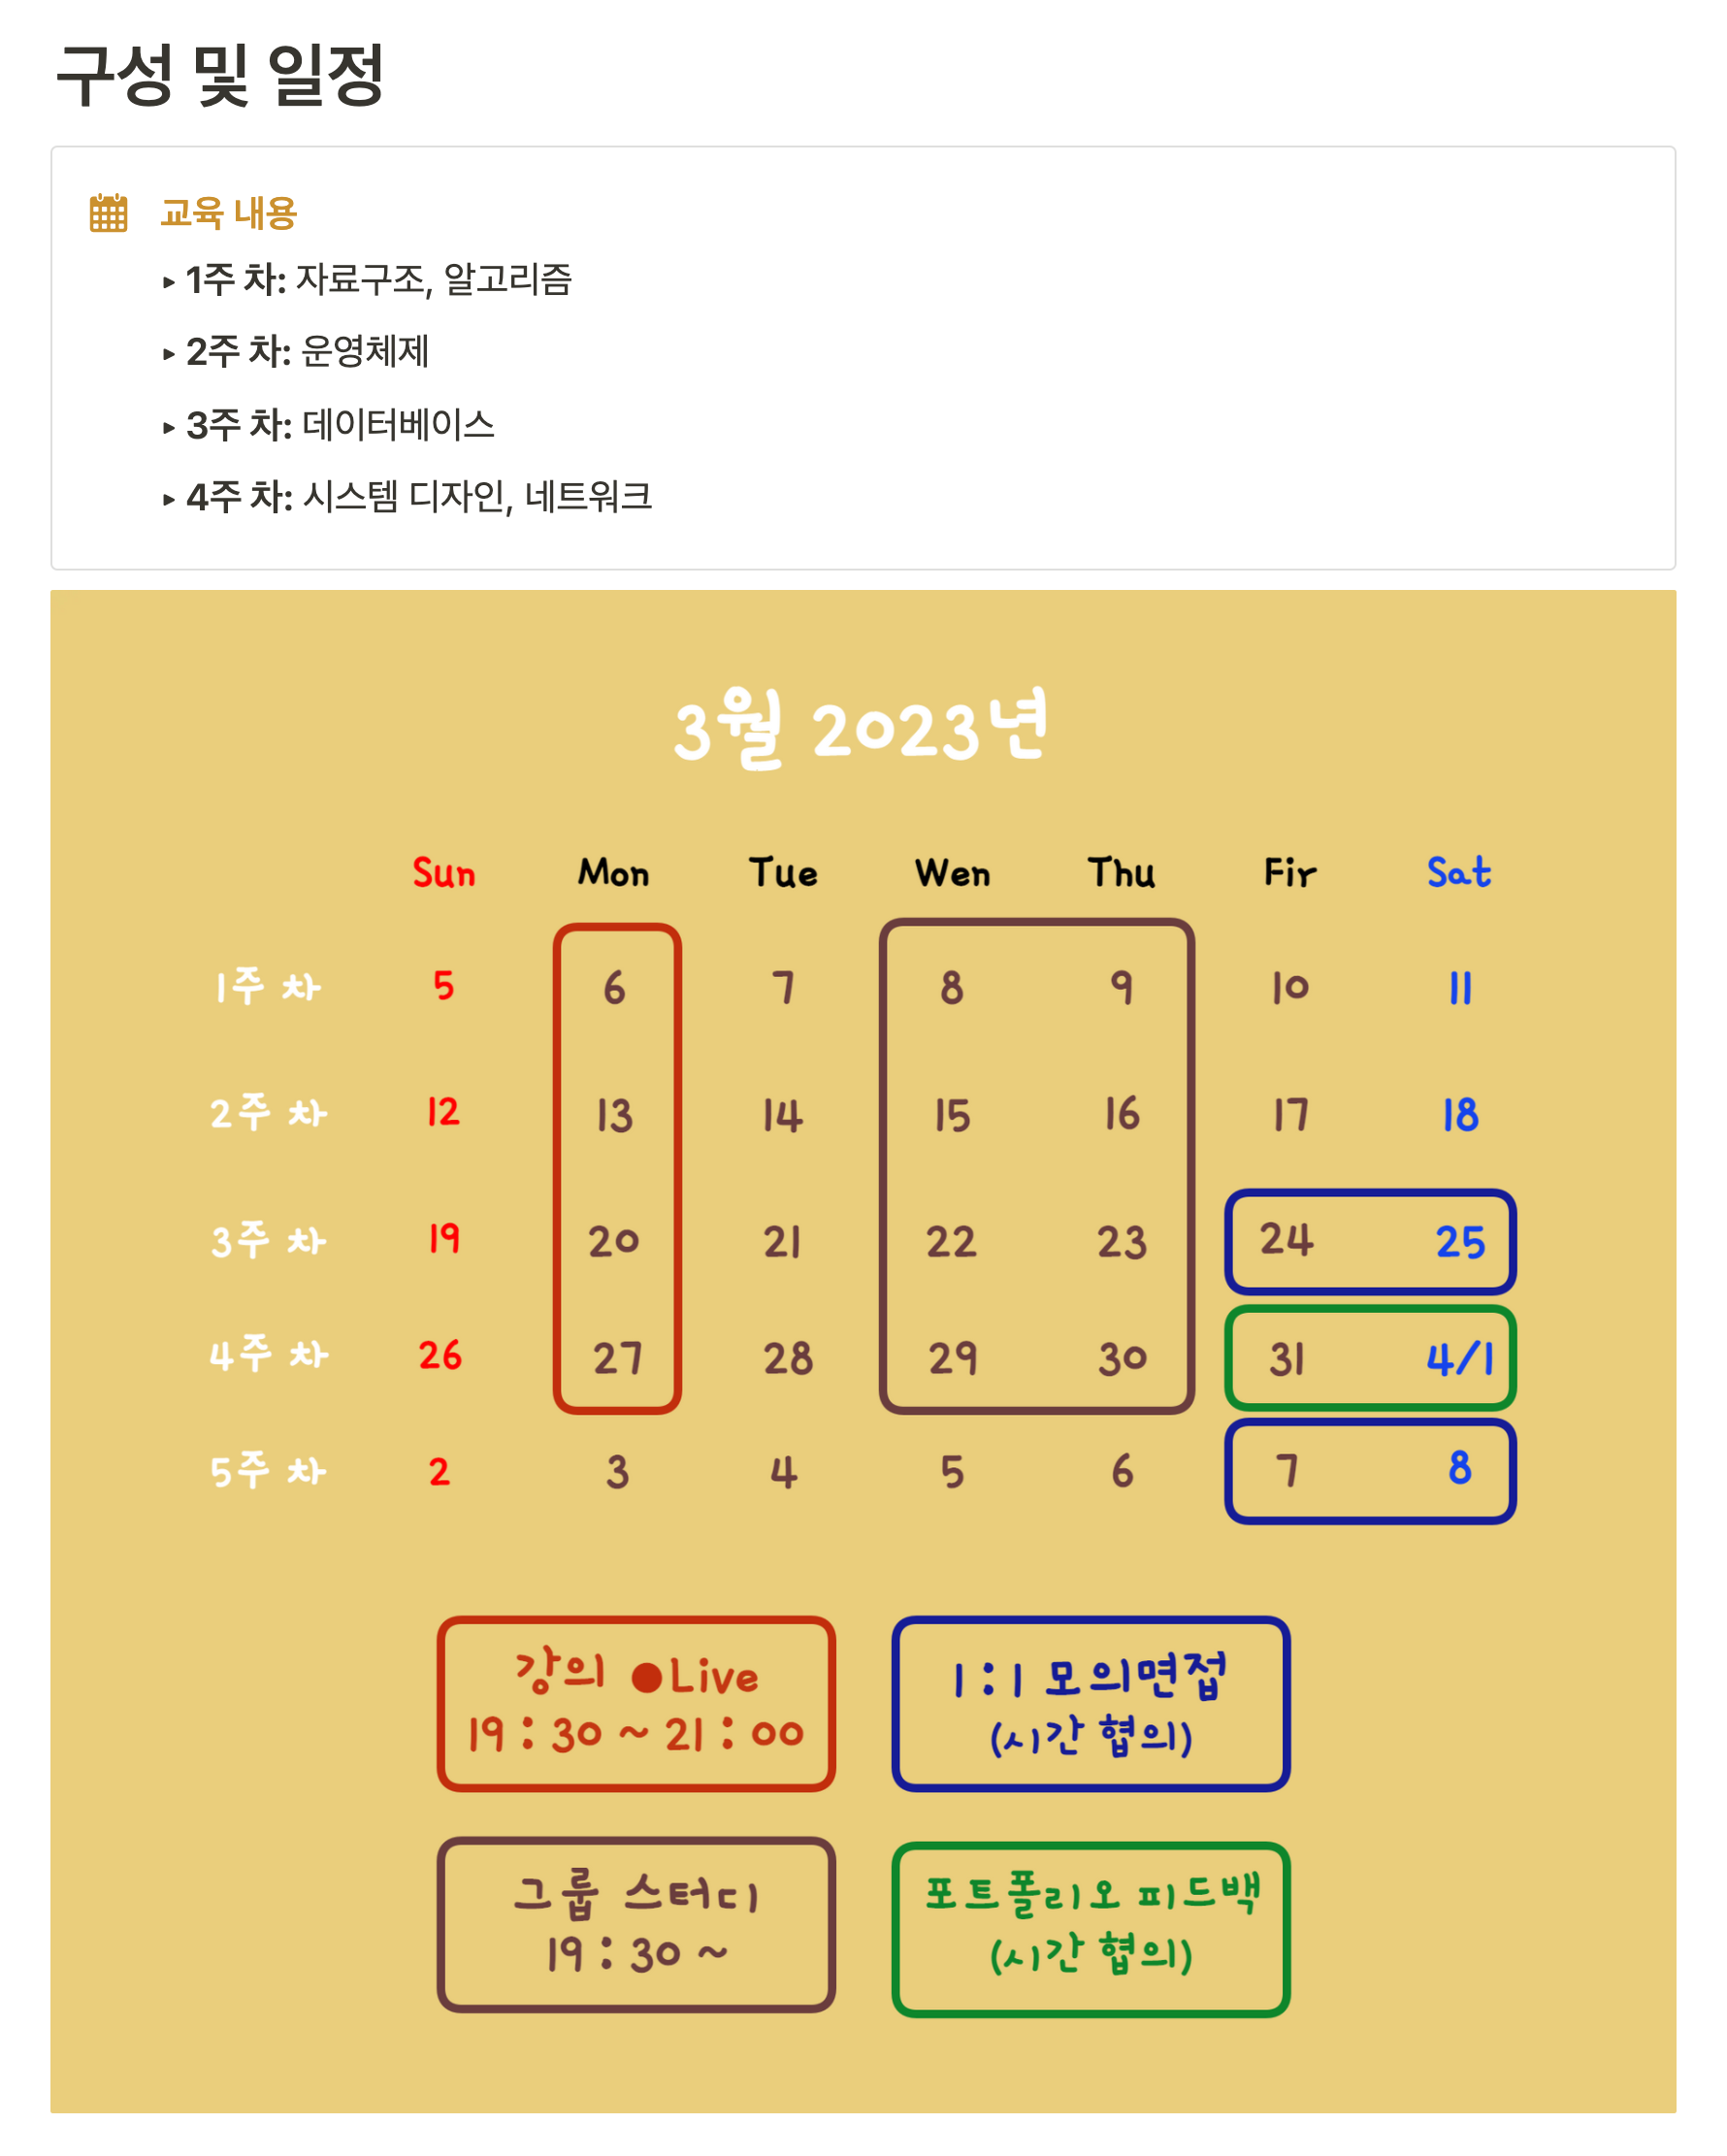 구성 및 일정
교육 내용
▸ 1주 차: 자료구조, 알고리즘
▸ 2주 차: 운영체제
▸ 3주 차: 데이터베이스
▸ 4주 차: 시스템 디자인, 네트워크
3월 2023년
Sun Mon Tue Wen Thu Fir Sat
1주 차 5 6 7 8 9 10 11
2주 차 12 13 14 15 16 17 18
3주 차 19 20 21 22 23 24 25
4주 차 26 27 28 29 30 31 4/1
5주 차 2 3 4 5 6 7 8
강의 ●Live
19:30 ~ 21:00
1:1 모의면접
(시간 협의)
그룹 스터디
19:30 ~
포트폴리오 피드백
(시간 협의)